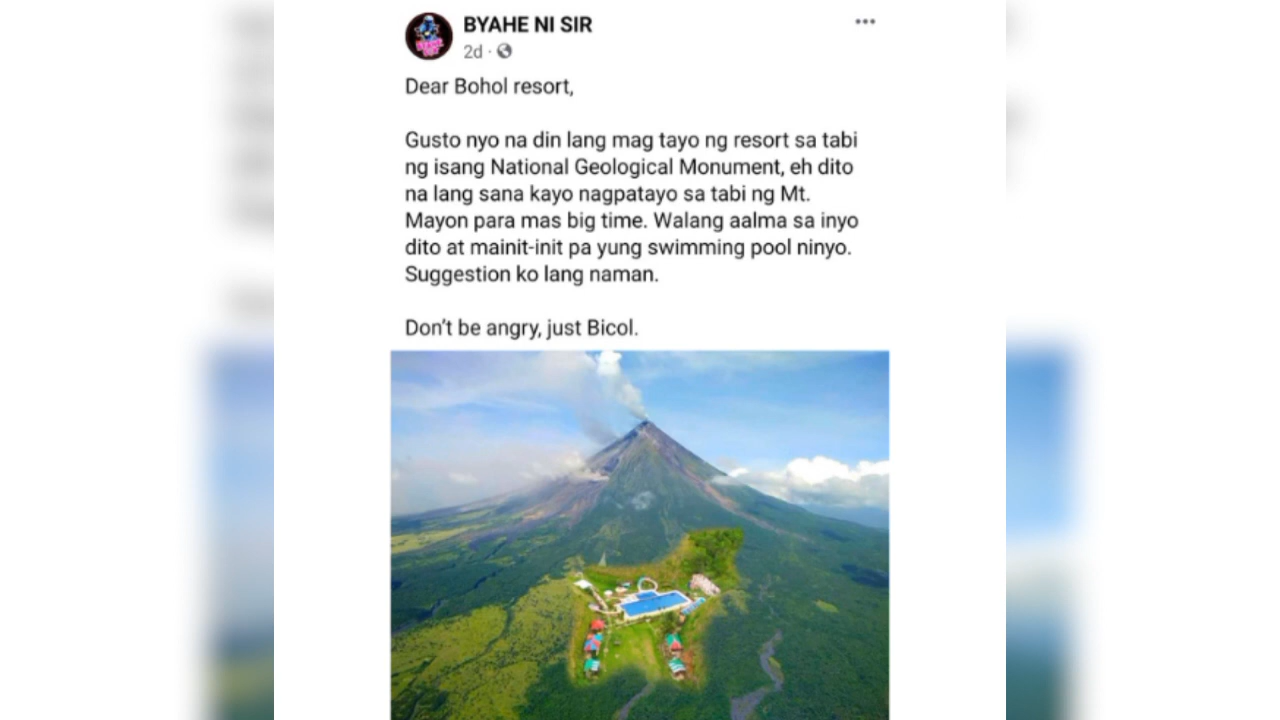 BYAHE NI SIR
2d
Dear Bohol resort,
Gusto nyo na din lang mag tayo ng resort sa tabi
ng isang National Geological Monument, eh dito
na lang sana kayo nagpatayo sa tabi ng Mt.
Mayon para mas big time. Walang aalma sa inyo
dito at mainit-init pa yung swimming pool ninyo.
Suggestion ko lang naman.
Don't be angry, just Bicol.